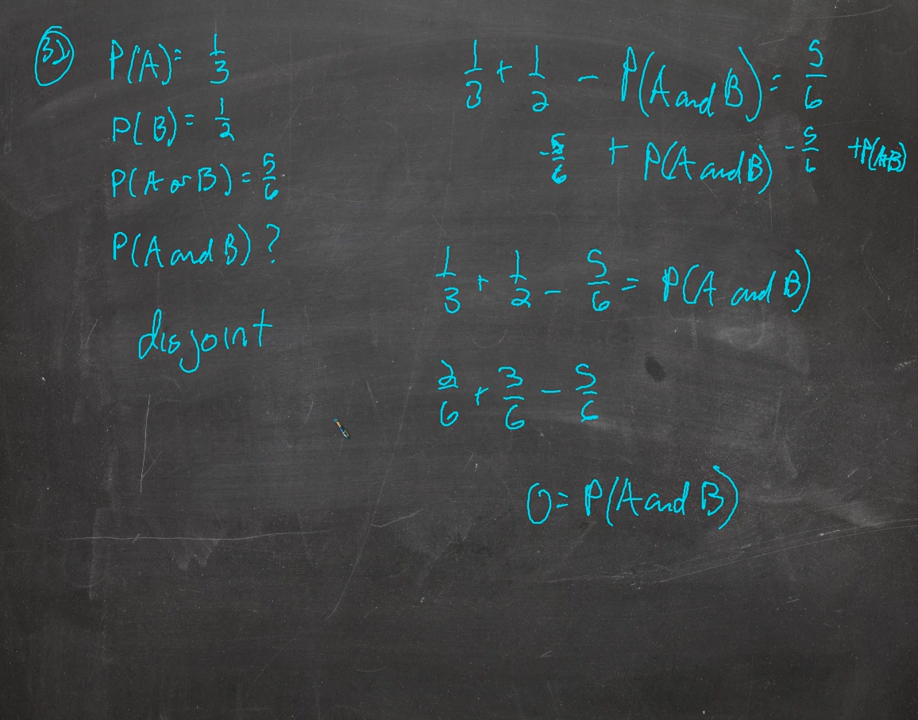 32
P(A) = 1/3
P(B) = 1/2
P(A or B) = 5/6
P(A and B) ?
disjoint
1/3 + 1/2 - P(A and B) = 5/6
-5/6 + P(A and B) -5/6 +P(A+B)
1/3 + 1/2 - 5/6 = P(A and B)
2/6 + 3/6 - 5/6
0 = P(A and B)